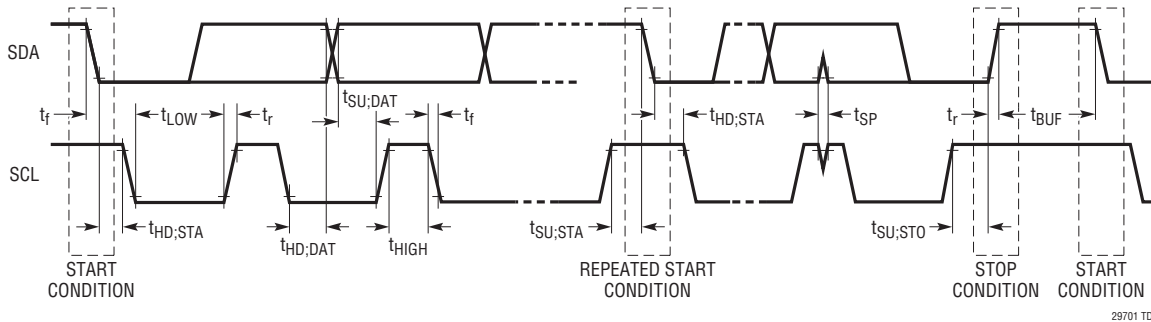 SDA
t_f
t_LOW
t_r
t_SU;DAT
t_f
t_HD;STA
t_SP
t_r
t_BUF
SCL
t_HD;STA
t_HD;DAT
t_HIGH
t_SU;STA
t_SU;STO
START
CONDITION
REPEATED START
CONDITION
STOP
CONDITION
START
CONDITION
29701 TD